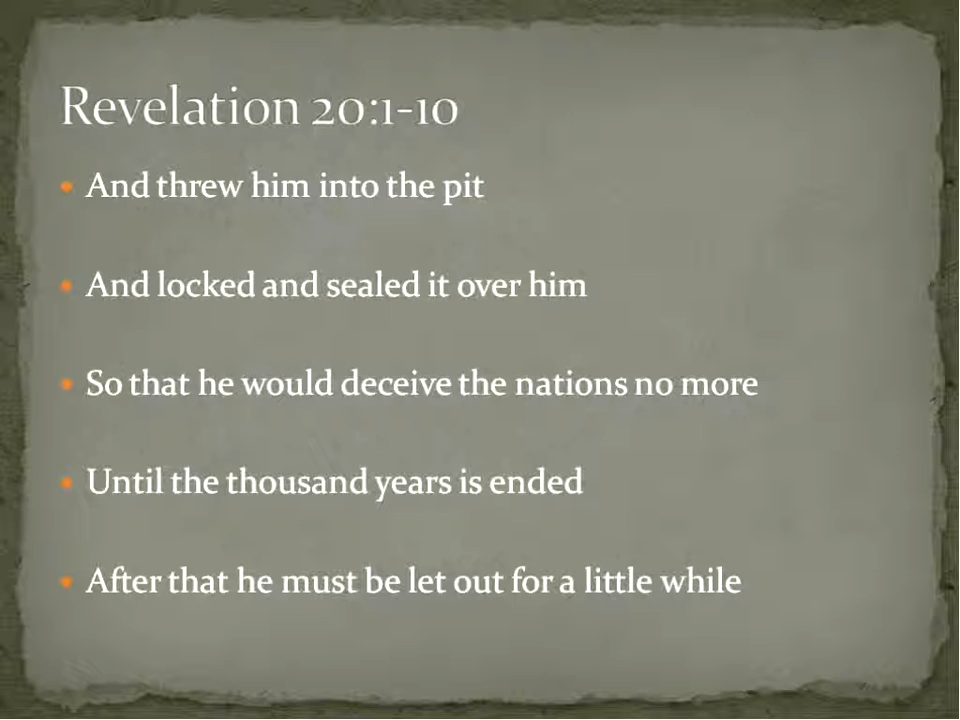 Revelation 20:1-10
• And threw him into the pit
• And locked and sealed it over him
• So that he would deceive the nations no more
• Until the thousand years is ended
• After that he must be let out for a little while